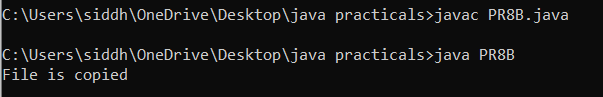 C:\Users\siddh\OneDrive\Desktop\java practicals>javac PR8B.java
C:\Users\siddh\OneDrive\Desktop\java practicals>java PR8B
File is copied